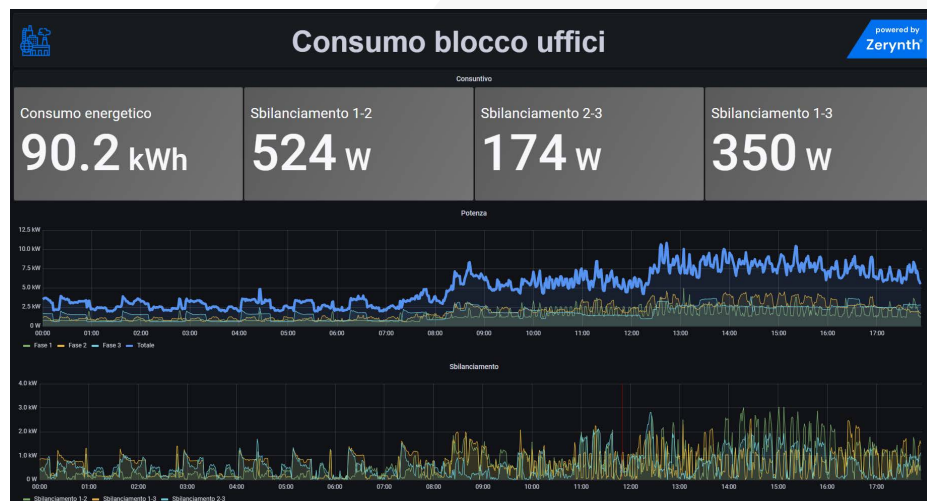 Consumo blocco uffici
powered by
Zerynth
Consuntivo
Consumo energetico
90.2 kWh
Sbilanciamento 1-2
524 W
Sbilanciamento 2-3
174 W
Sbilanciamento 1-3
350 W
Potenza
12.5 kW
10.0 kW
7.5 kW
5.0 kW
2.5 kW
0 W
00:00 01:00 02:00 03:00 04:00 05:00 06:00 07:00 08:00 09:00 10:00 11:00 12:00 13:00 14:00 15:00 16:00 17:00
Fase 1 Fase 2 Fase 3 Totale
Sbilanciamento
4.0 kW
3.0 kW
2.0 kW
1.0 kW
0 W
00:00 01:00 02:00 03:00 04:00 05:00 06:00 07:00 08:00 09:00 10:00 11:00 12:00 13:00 14:00 15:00 16:00 17:00
Sbilanciamento 1-2 Sbilanciamento 1-3 Sbilanciamento 2-3